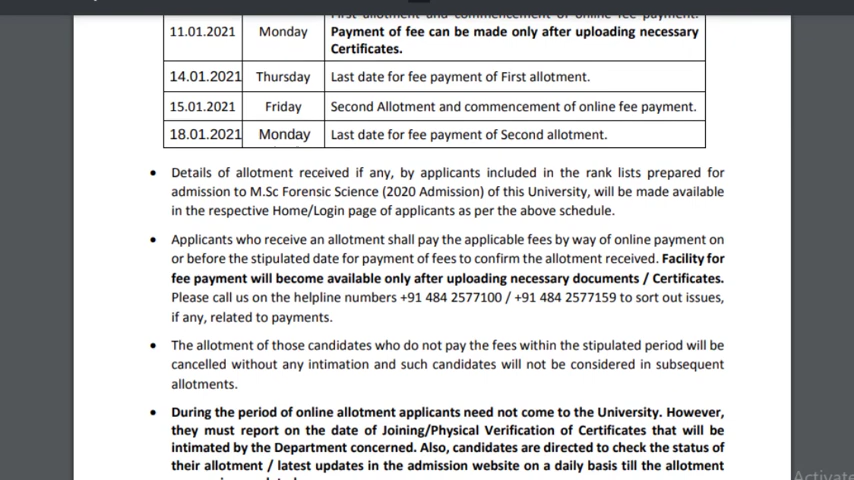 First allotment and commencement of online fee payment.
11.01.2021 Monday Payment of fee can be made only after uploading necessary
Certificates.
14.01.2021 Thursday Last date for fee payment of First allotment.
15.01.2021 Friday Second Allotment and commencement of online fee payment.
18.01.2021 Monday Last date for fee payment of Second allotment.
• Details of allotment received if any, by applicants included in the rank lists prepared for
admission to M.Sc Forensic Science (2020 Admission) of this University, will be made available
in the respective Home/Login page of applicants as per the above schedule.
• Applicants who receive an allotment shall pay the applicable fees by way of online payment on
or before the stipulated date for payment of fees to confirm the allotment received. Facility for
fee payment will become available only after uploading necessary documents / Certificates.
Please call us on the helpline numbers +91 484 2577100 / +91 484 2577159 to sort out issues,
if any, related to payments.
• The allotment of those candidates who do not pay the fees within the stipulated period will be
cancelled without any intimation and such candidates will not be considered in subsequent
allotments.
• During the period of online allotment applicants need not come to the University. However,
they must report on the date of Joining/Physical Verification of Certificates that will be
intimated by the Department concerned. Also, candidates are directed to check the status of
their allotment / latest updates in the admission website on a daily basis till the allotment
Activate